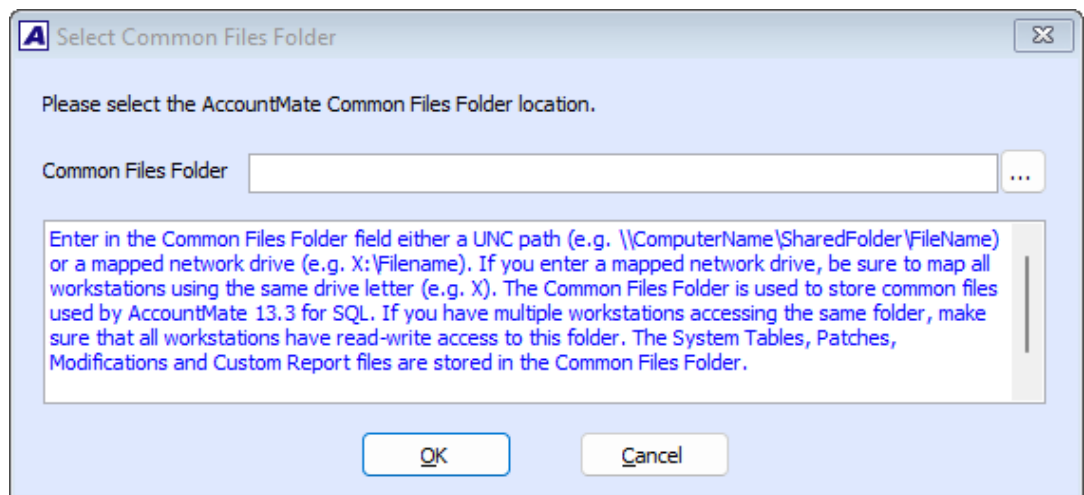 A Select Common Files Folder
Please select the AccountMate Common Files Folder location.
Common Files Folder ...
Enter in the Common Files Folder field either a UNC path (e.g. \\ComputerName\SharedFolder\FileName)
or a mapped network drive (e.g. X:\Filename). If you enter a mapped network drive, be sure to map all
workstations using the same drive letter (e.g. X). The Common Files Folder is used to store common files
used by AccountMate 13.3 for SQL. If you have multiple workstations accessing the same folder, make
sure that all workstations have read-write access to this folder. The System Tables, Patches,
Modifications and Custom Report files are stored in the Common Files Folder.
OK Cancel